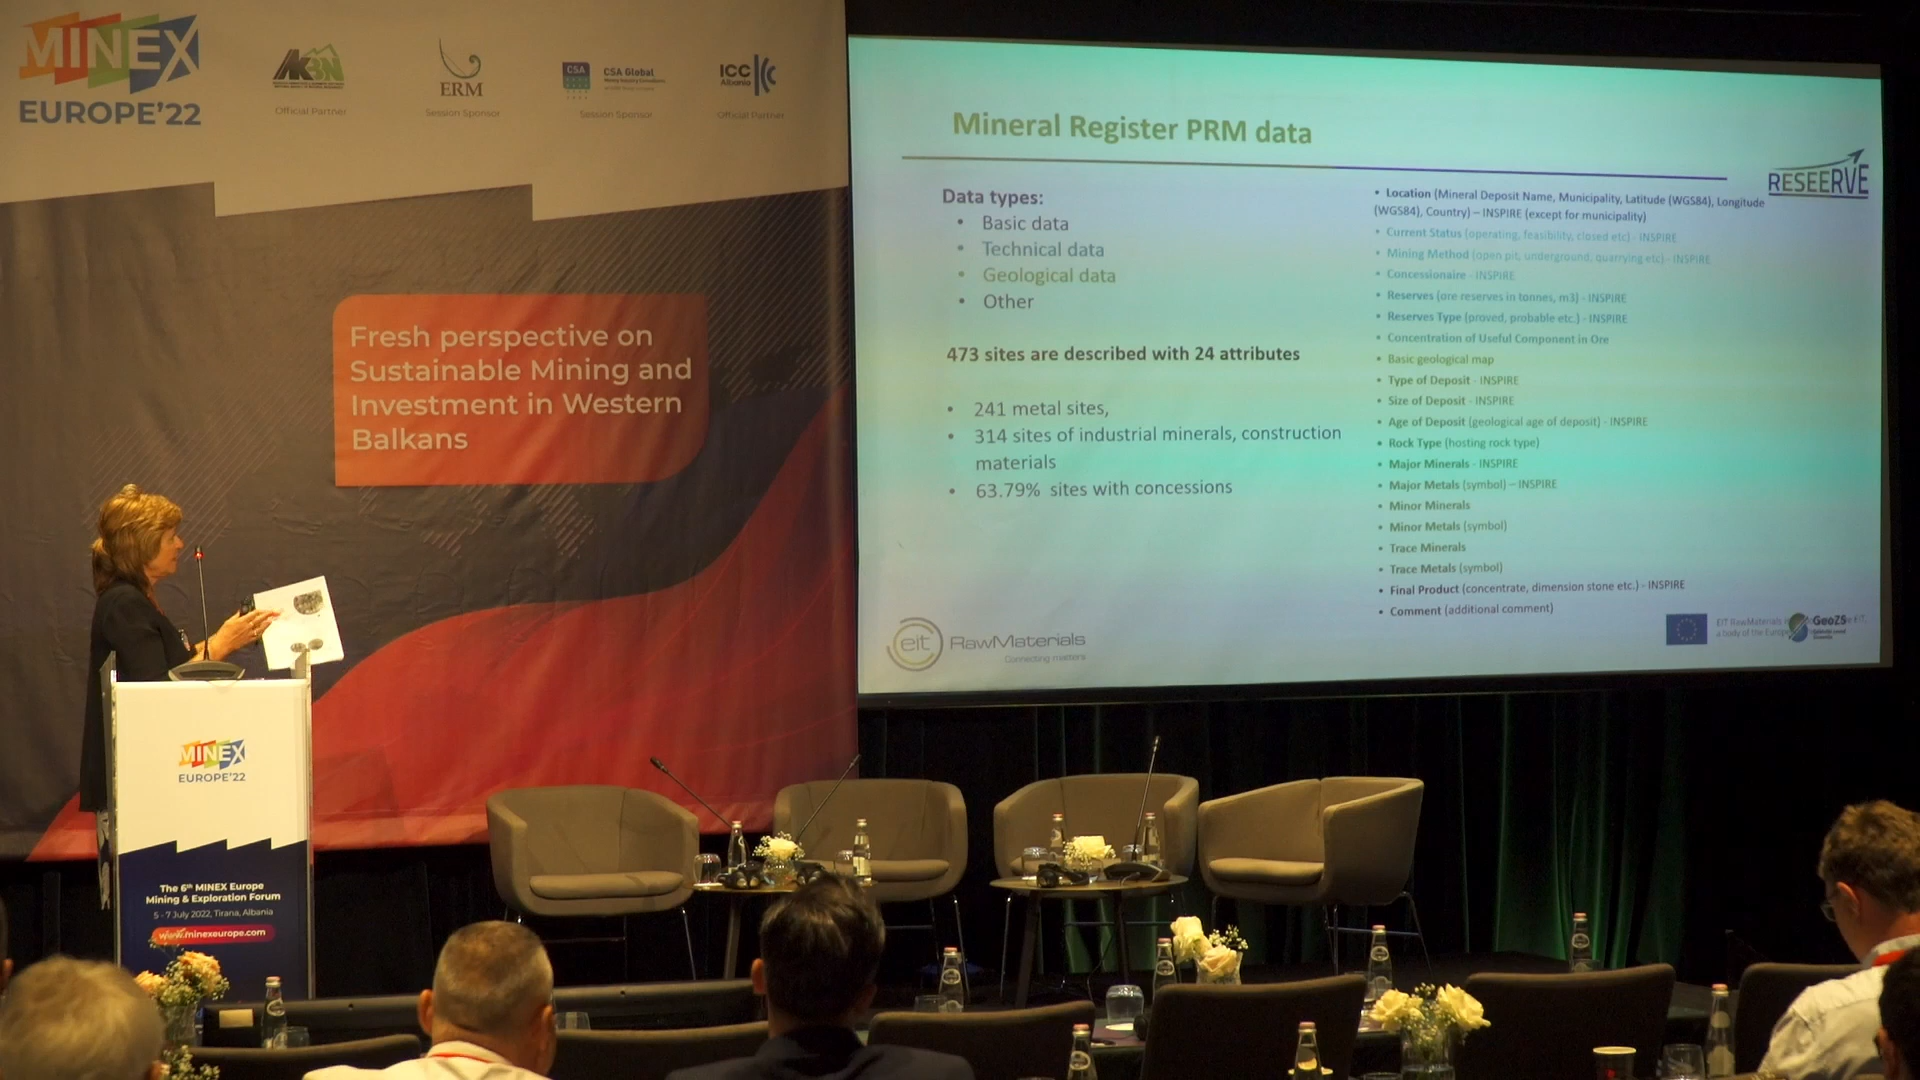 MINEX
EUROPE'22
AKBN
Official Partner
ERM
Session Sponsor
CSA
CSA Global
Session Sponsor
ICC
Albania
Official Partner
Fresh perspective on
Sustainable Mining and
Investment in Western
Balkans
Mineral Register PRM data
RESEERVE
Data types:
• Basic data
• Technical data
• Geological data
• Other
473 sites are described with 24 attributes
• 241 metal sites,
• 314 sites of industrial minerals, construction
materials
• 63.79% sites with concessions
• Location (Mineral Deposit Name, Municipality, Latitude (WGS84), Longitude
(WGS84), Country) – INSPIRE (except for municipality)
• Current Status (operating, feasibility, closed etc) - INSPIRE
• Mining Method (open pit, underground, quarrying etc) - INSPIRE
• Concessionaire - INSPIRE
• Reserves (ore reserves in tonnes, m3) - INSPIRE
• Reserves Type (proved, probable etc.) - INSPIRE
• Concentration of Useful Component in Ore
• Basic geological map
• Type of Deposit - INSPIRE
• Size of Deposit - INSPIRE
• Age of Deposit (geological age of deposit) - INSPIRE
• Rock Type (hosting rock type)
• Major Minerals - INSPIRE
• Major Metals (symbol) – INSPIRE
• Minor Minerals
• Minor Metals (symbol)
• Trace Minerals
• Trace Metals (symbol)
• Final Product (concentrate, dimension stone etc.) - INSPIRE
• Comment (additional comment)
eit RawMaterials
Connecting matters
EIT RawMaterials
a body of the
GeoZS
MINEX
EUROPE'22
The 6th MINEX Europe
Mining & Exploration Forum
5 - 7 July 2022, Tirana, Albania
www.minexeurope.com